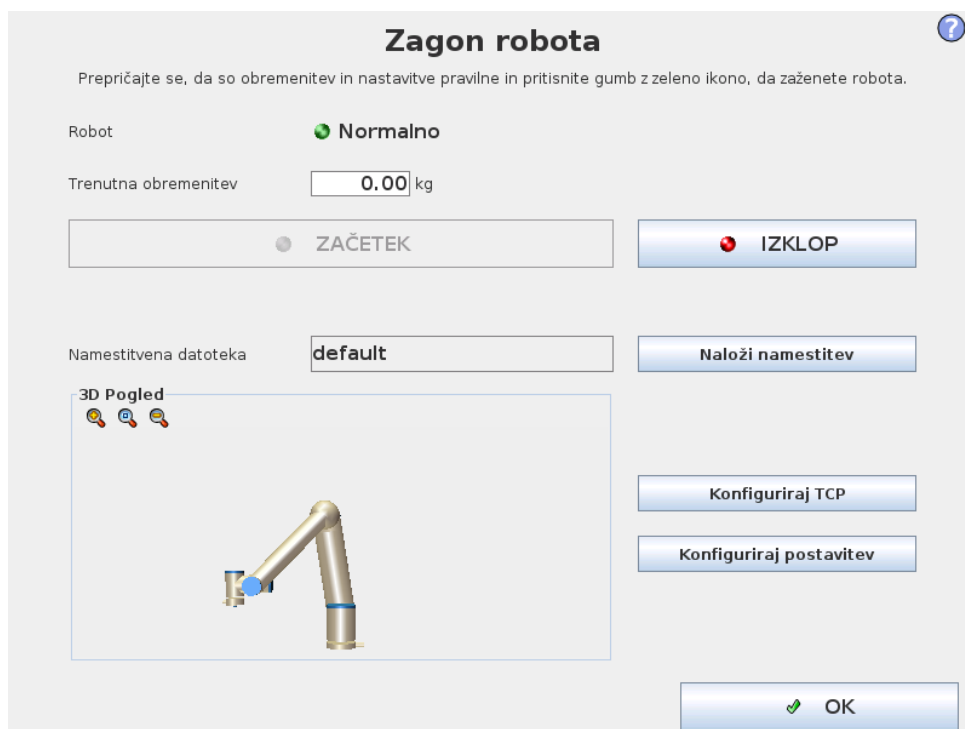 Zagon robota
?
Prepričajte se, da so obremenitev in nastavitve pravilne in pritisnite gumb z zeleno ikono, da zaženete robota.
Robot Normalno
Trenutna obremenitev 0.00 kg
ZAČETEK IZKLOP
Namestitvena datoteka default Naloži namestitev
3D Pogled
Konfiguriraj TCP
Konfiguriraj postavitev
OK